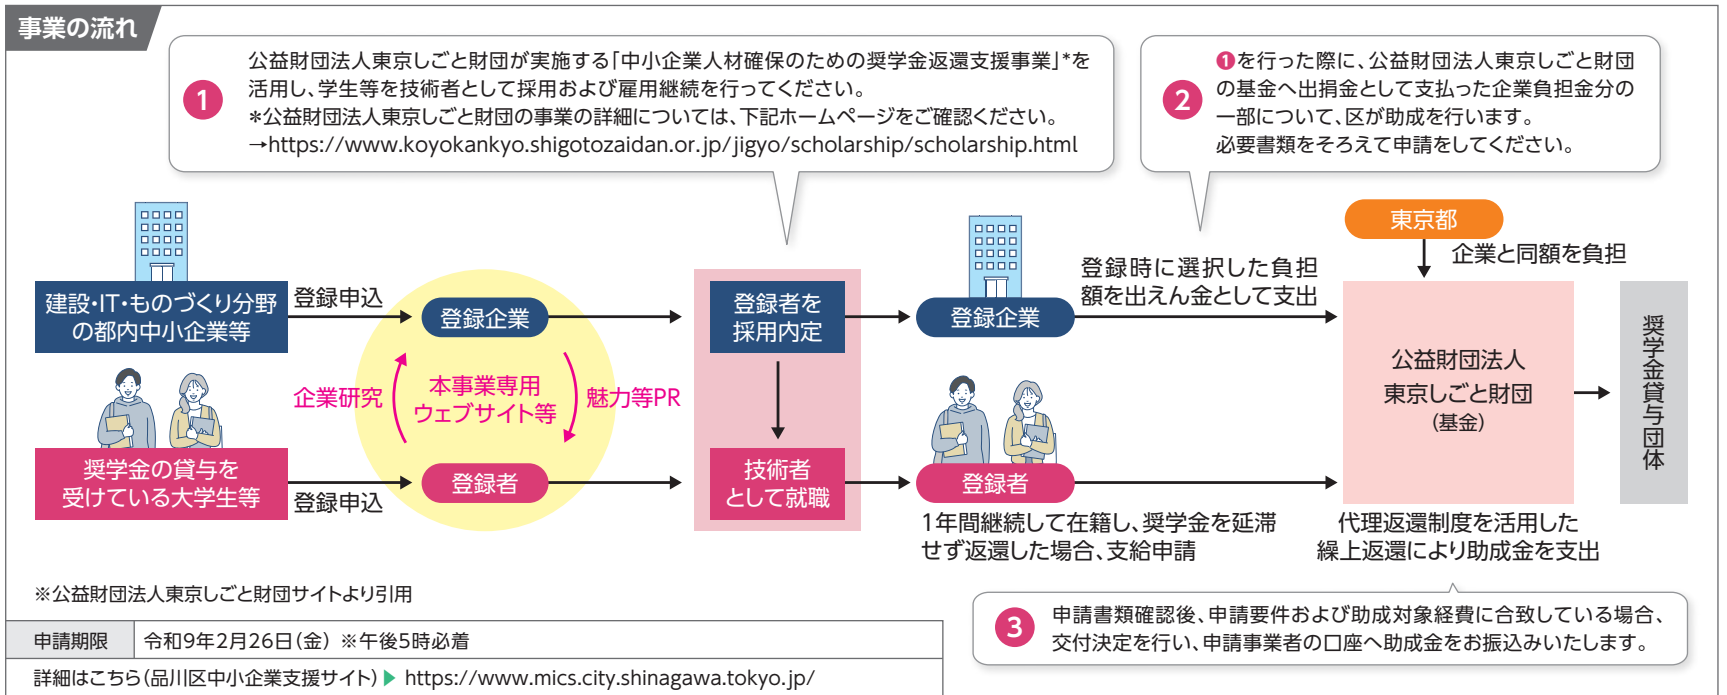 事業の流れ
1
公益財団法人東京しごと財団が実施する「中小企業人材確保のための奨学金返還支援事業」*を
活用し、学生等を技術者として採用および雇用継続を行ってください。
*公益財団法人東京しごと財団の事業の詳細については、下記ホームページをご確認ください。
→https://www.koyokankyo.shigotozaidan.or.jp/jigyo/scholarship/scholarship.html
2
❶を行った際に、公益財団法人東京しごと財団
の基金へ出捐金として支払った企業負担金分の
一部について、区が助成を行います。
必要書類をそろえて申請をしてください。
建設・IT・ものづくり分野
の都内中小企業等
登録申込
登録企業
企業研究
本事業専用
ウェブサイト等
魅力等PR
奨学金の貸与を
受けている大学生等
登録申込
登録者
登録者を
採用内定
技術者
として就職
登録企業
登録時に選択した負担
額を出えん金として支出
登録者
1年間継続して在籍し、奨学金を延滞
せず返還した場合、支給申請
東京都
企業と同額を負担
公益財団法人
東京しごと財団
(基金)
奨学金貸与団体
代理返還制度を活用した
繰上返還により助成金を支出
3
申請書類確認後、申請要件および助成対象経費に合致している場合、
交付決定を行い、申請事業者の口座へ助成金をお振込みいたします。
※公益財団法人東京しごと財団サイトより引用
申請期限 令和9年2月26日(金) ※午後5時必着
詳細はこちら(品川区中小企業支援サイト)▶ https://www.mics.city.shinagawa.tokyo.jp/